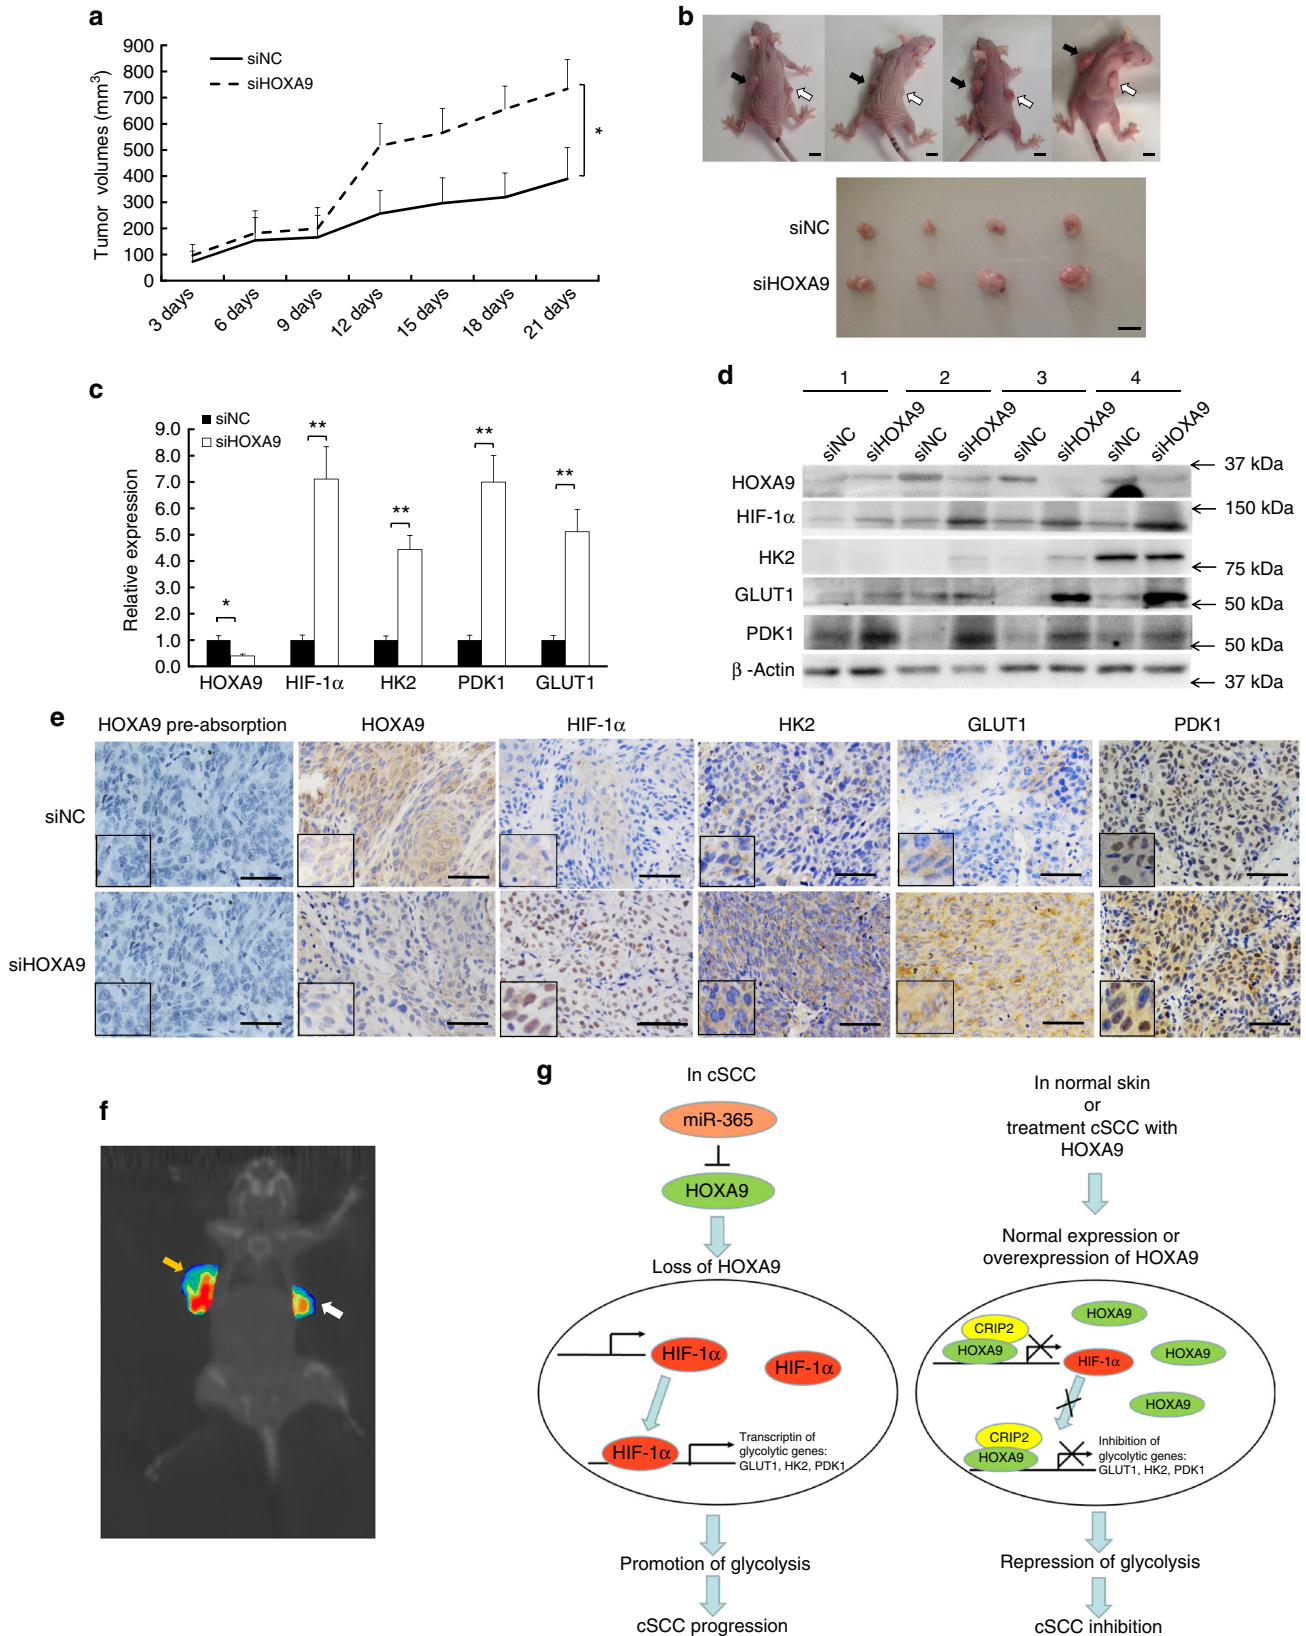 a
900
800
700
600
500
400
300
200
100
0
Tumor volumes (mm³)
siNC
siHOXA9
*
3 days
6 days
9 days
12 days
15 days
18 days
21 days
b
siNC
siHOXA9
c
siNC
siHOXA9
9.0
8.0
7.0
6.0
5.0
4.0
3.0
2.0
1.0
0.0
Relative expression
*
**
**
**
**
HOXA9
HIF-1α
HK2
PDK1
GLUT1
d
1
2
3
4
siNC
siHOXA9
siNC
siHOXA9
siNC
siHOXA9
siNC
siHOXA9
HOXA9
37 kDa
HIF-1α
150 kDa
HK2
75 kDa
GLUT1
50 kDa
PDK1
50 kDa
β -Actin
37 kDa
e
HOXA9 pre-absorption
HOXA9
HIF-1α
HK2
GLUT1
PDK1
siNC
siHOXA9
f
g
In cSCC
miR-365
HOXA9
Loss of HOXA9
HIF-1α
HIF-1α
HIF-1α
Transcriptin of
glycolytic genes:
GLUT1, HK2, PDK1
Promotion of glycolysis
cSCC progression
In normal skin
or
treatment cSCC with
HOXA9
Normal expression or
overexpression of HOXA9
HOXA9
CRIP2
HOXA9
HIF-1α
HOXA9
HOXA9
CRIP2
HOXA9
Inhibition of
glycolytic genes:
GLUT1, HK2, PDK1
Repression of glycolysis
cSCC inhibition